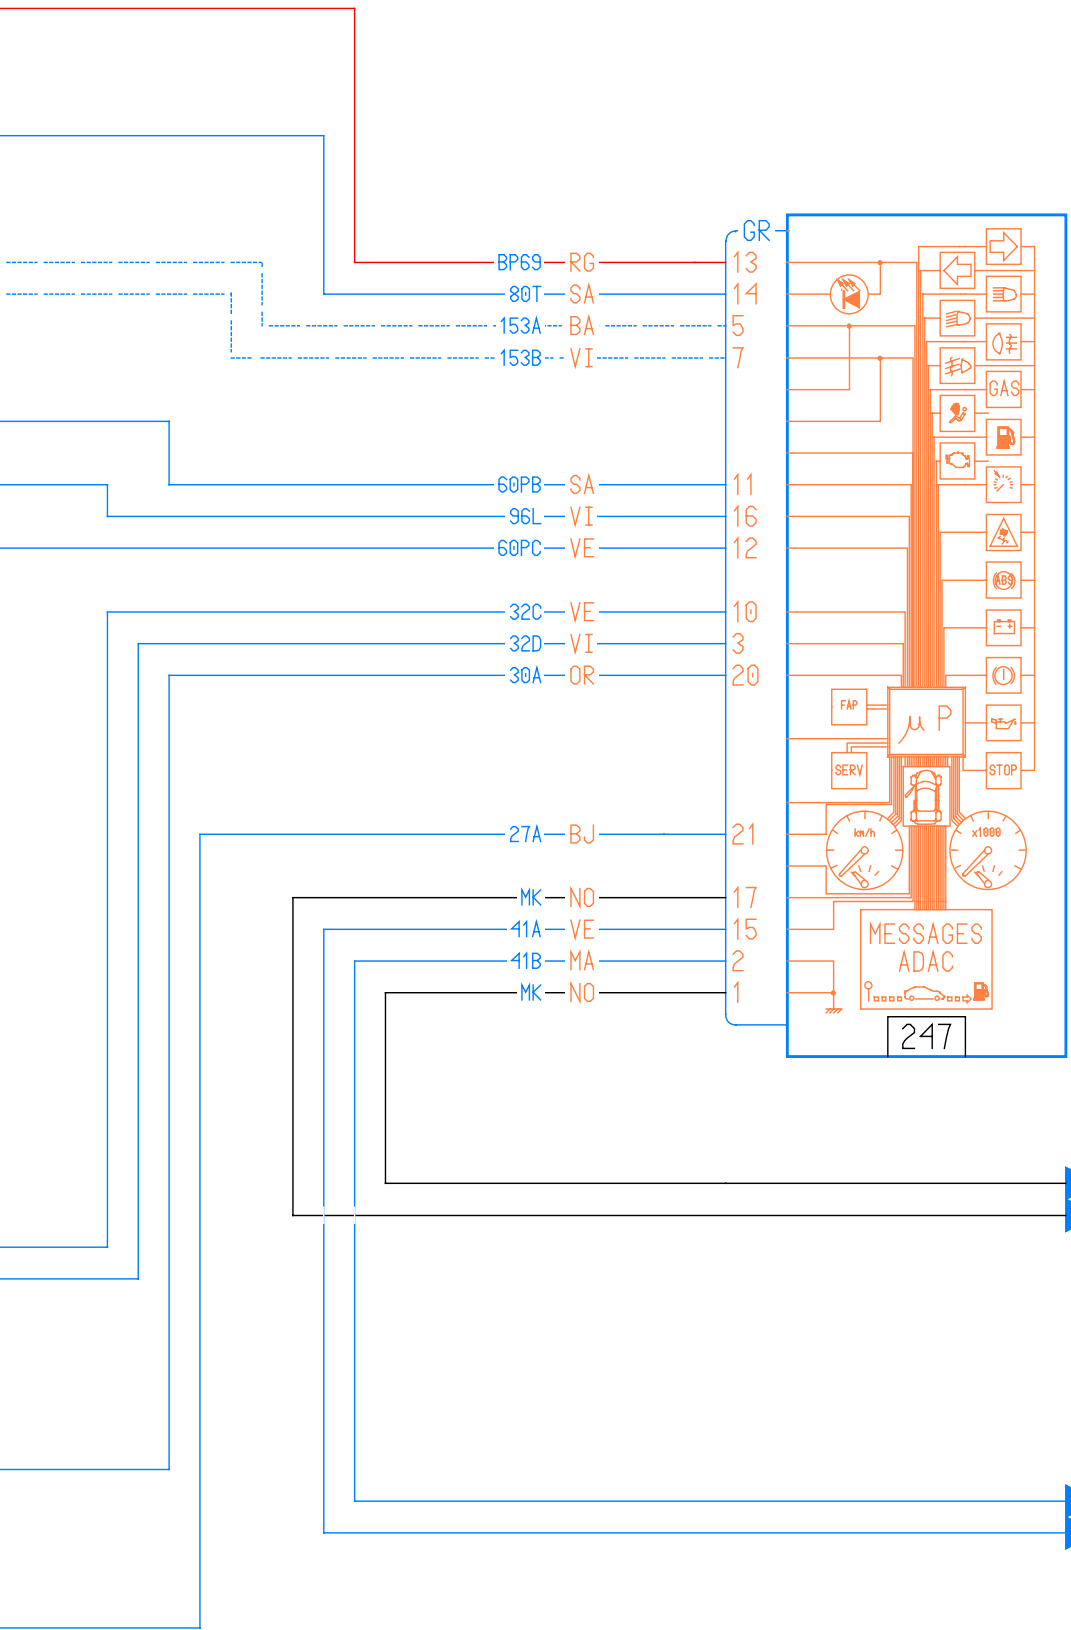 GR
BP69 RG 13
80T SA 14
153A BA 5
153B VI 7
GAS
60PB SA 11
96L VI 16
60PC VE 12
ABS
32C VE 10
32D VI 3
30A OR 20
FAP
μP
SERV
STOP
27A BJ 21
km/h
x1000
MK NO 17
41A VE 15
41B MA 2
MK NO 1
MESSAGES
ADAC
247